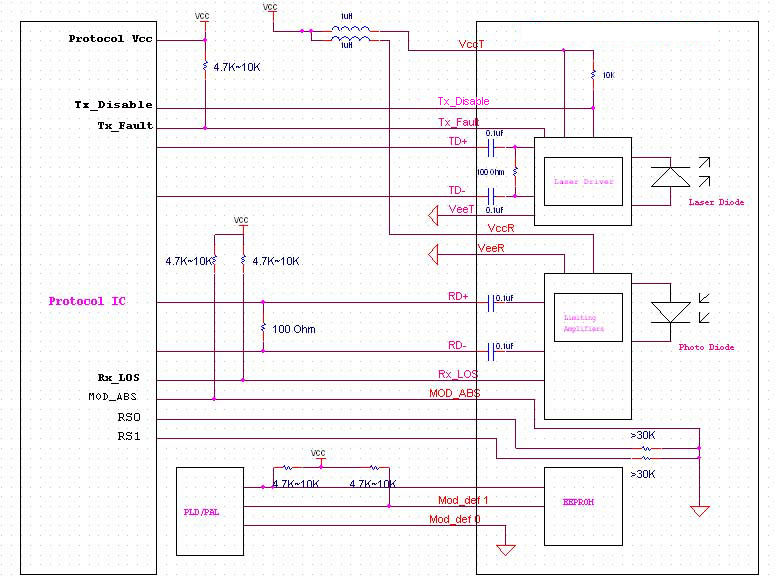 VCC
VCC
1uH
1uH
Protocol Vcc
VccT
4.7K~10K
10K
Tx_Disable
Tx_Disable
Tx_Fault
Tx_Fault
0.1uf
TD+
100 Ohm
Laser Driver
TD-
Laser Diode
VeeT
0.1uf
VCC
VccR
VeeR
4.7K~10K
4.7K~10K
Protocol IC
RD+
0.1uf
Limiting
Amplifiers
100 Ohm
RD-
0.1uf
Photo Diode
Rx_LOS
Rx_LOS
MOD_ABS
MOD_ABS
RS0
RS1
>30K
VCC
>30K
4.7K~10K
4.7K~10K
Mod_def 1
EEPROM
PLD/PAL
Mod_def 0